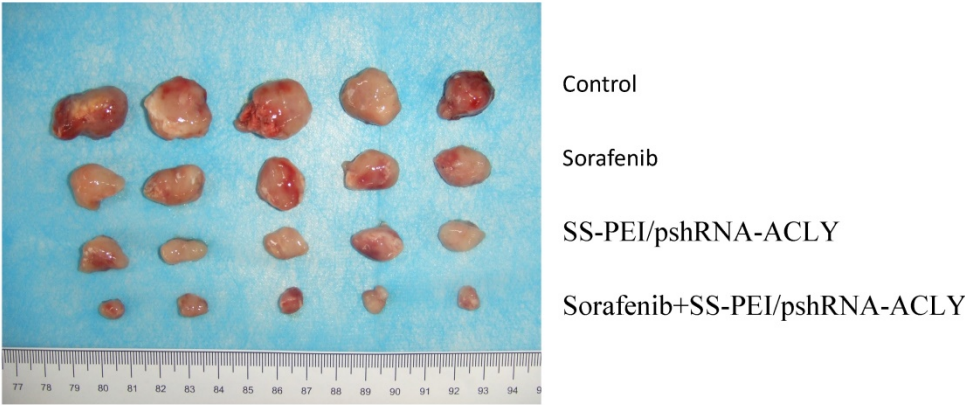 Control
Sorafenib
SS-PEI/pshRNA-ACLY
Sorafenib+SS-PEI/pshRNA-ACLY
77 78 79 80 81 82 83 84 85 86 87 88 89 90 91 92 93 94 9